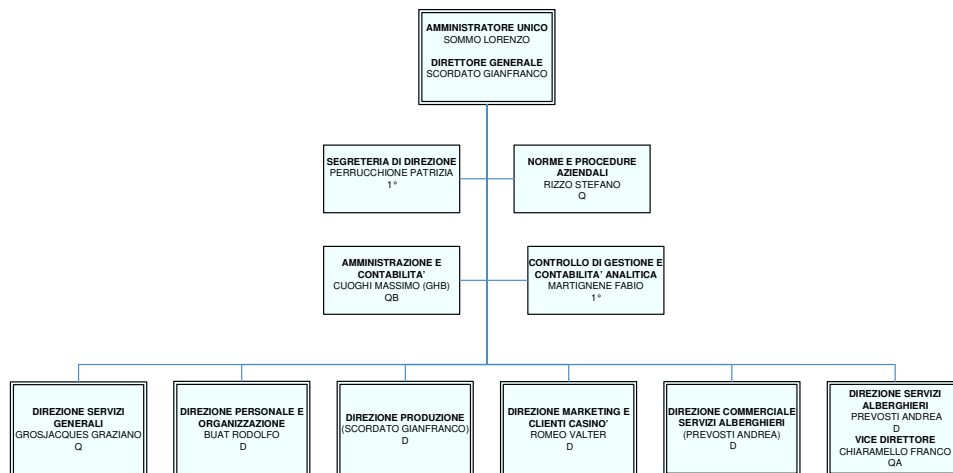 AMMINISTRATORE UNICO
SOMMO LORENZO
DIRETTORE GENERALE
SCORDATO GIANFRANCO
SEGRETERIA DI DIREZIONE
PERRUCCHIONE PATRIZIA
1°
NORME E PROCEDURE
AZIENDALI
RIZZO STEFANO
Q
AMMINISTRAZIONE E
CONTABILITA'
CUOGHI MASSIMO (GHB)
QB
CONTROLLO DI GESTIONE E
CONTABILITA' ANALITICA
MARTIGNENE FABIO
1°
DIREZIONE SERVIZI
GENERALI
GROSJACQUES GRAZIANO
Q
DIREZIONE PERSONALE E
ORGANIZZAZIONE
BUAT RODOLFO
D
DIREZIONE PRODUZIONE
(SCORDATO GIANFRANCO)
D
DIREZIONE MARKETING E
CLIENTI CASINO'
ROMEO VALTER
D
DIREZIONE COMMERCIALE
SERVIZI ALBERGHIERI
(PREVOSTI ANDREA)
D
DIREZIONE SERVIZI
ALBERGHIERI
PREVOSTI ANDREA
D
VICE DIRETTORE
CHIARAMELLO FRANCO
QA